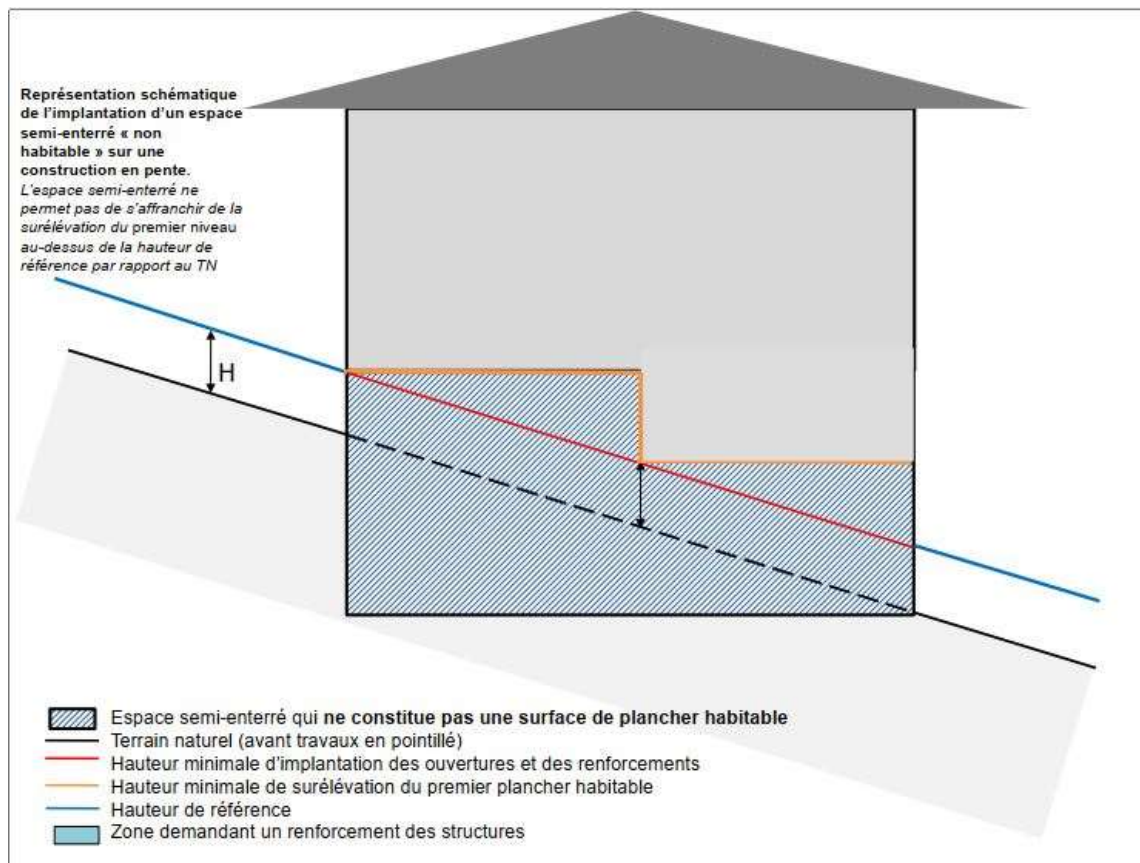 Représentation schématique
de l'implantation d'un espace
semi-enterré « non
habitable » sur une
construction en pente.
L'espace semi-enterré ne
permet pas de s'affranchir de la
surélévation du premier niveau
au-dessus de la hauteur de
référence par rapport au TN
H
Espace semi-enterré qui ne constitue pas une surface de plancher habitable
Terrain naturel (avant travaux en pointillé)
Hauteur minimale d'implantation des ouvertures et des renforcements
Hauteur minimale de surélévation du premier plancher habitable
Hauteur de référence
Zone demandant un renforcement des structures